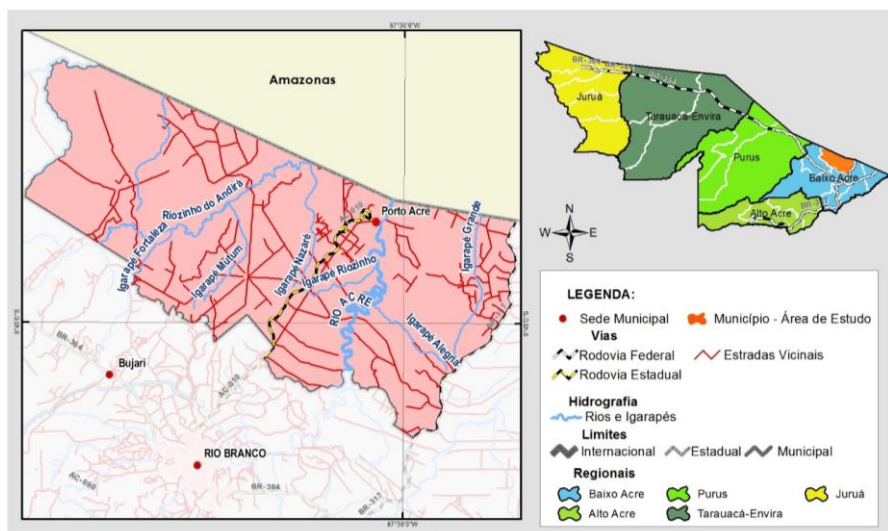 67°30'0"W
Amazonas
Riozinho do Andirá
Igarapé Fortaleza
Igarapé Mutum
Igarapé Nazaré
AC-010
Porto Acre
Igarapé Riozinho
Igarapé Grande
RIO ACRE
Igarapé Alegria
BR-364
Bujari
AC-010
RIO BRANCO
AC-090
BR-364
BR-317
67°30'0"W
BR-364
Juruá
Tarauacá-Envira
Purus
Baixo Acre
Alto Acre
BR-317
N
W
E
S
LEGENDA:
Sede Municipal
Município - Área de Estudo
Vias
Rodovia Federal
Estradas Vicinais
Rodovia Estadual
Hidrografia
Rios e Igarapés
Limites
Internacional
Estadual
Municipal
Regionais
Baixo Acre
Purus
Juruá
Alto Acre
Tarauacá-Envira